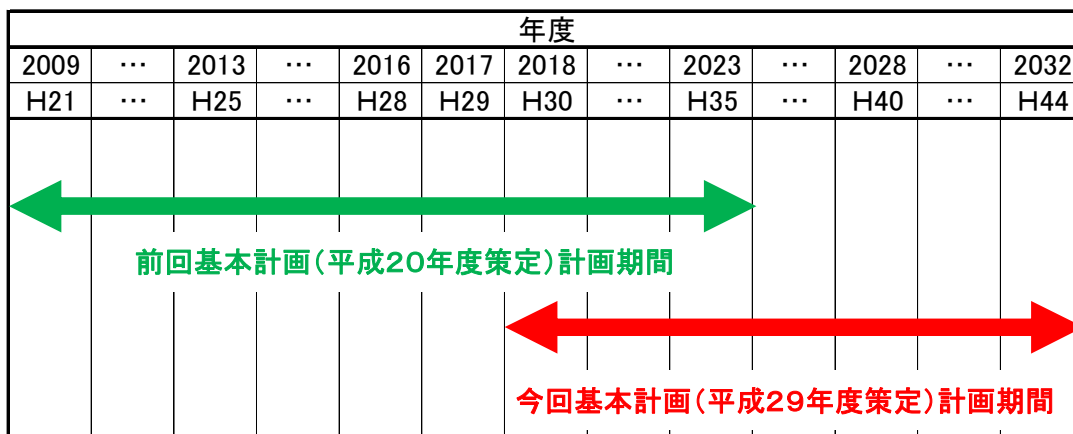 年度
2009 … 2013 … 2016 2017 2018 … 2023 … 2028 … 2032
H21 … H25 … H28 H29 H30 … H35 … H40 … H44
前回基本計画(平成20年度策定)計画期間
今回基本計画(平成29年度策定)計画期間